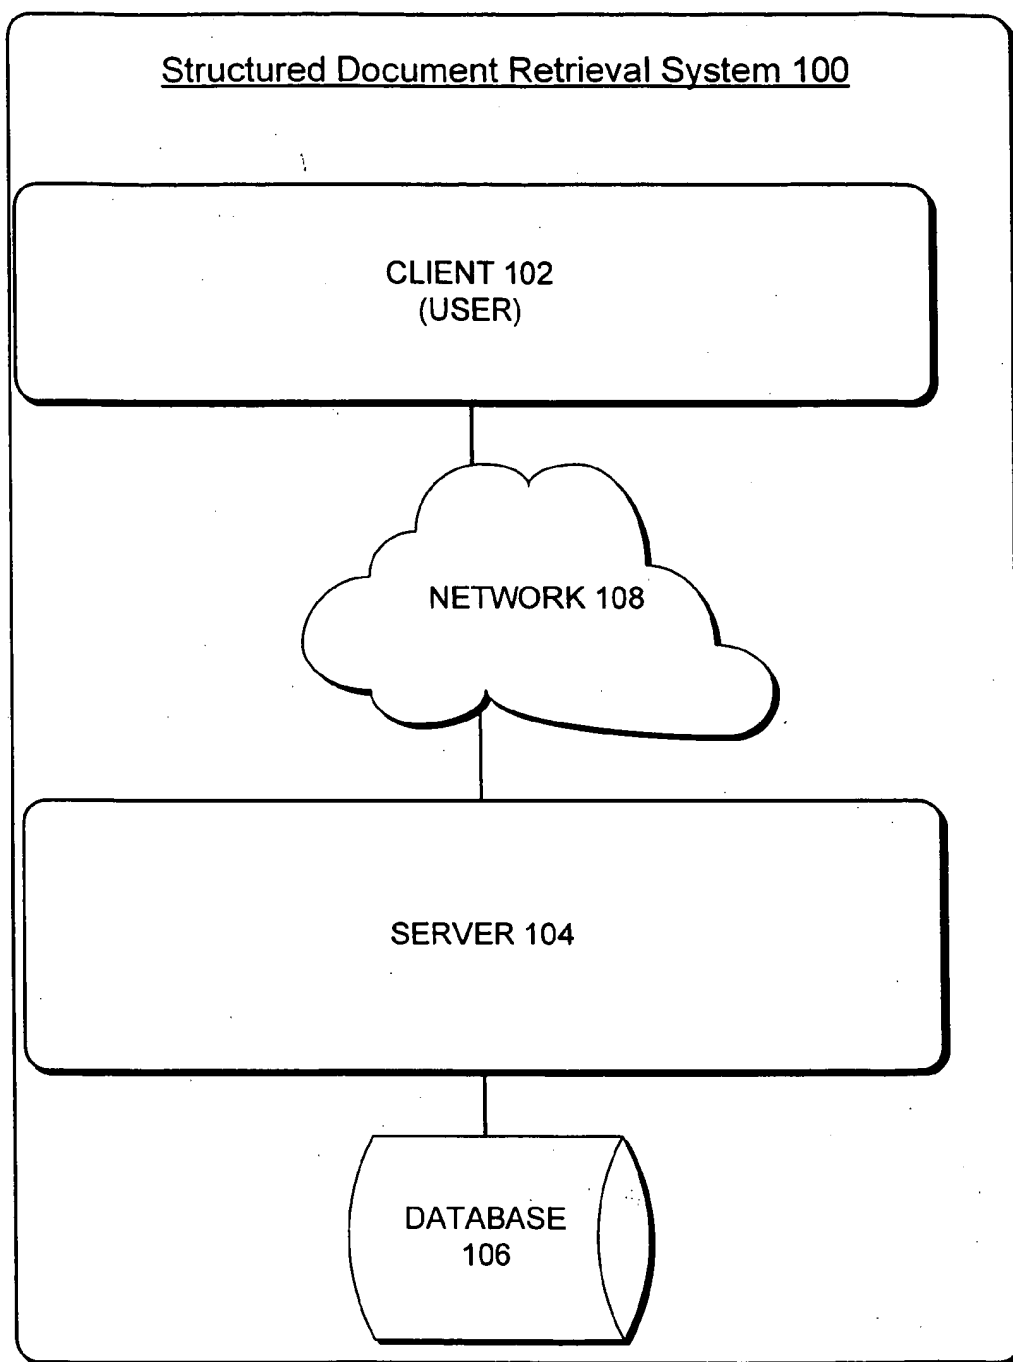 Structured Document Retrieval System 100
CLIENT 102
(USER)
NETWORK 108
SERVER 104
DATABASE
106